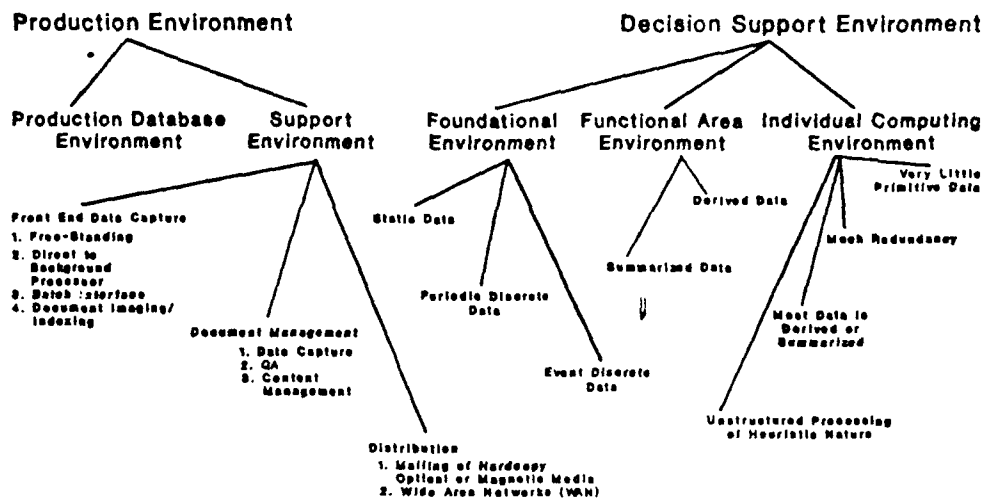 Production Environment
Decision Support Environment
Production Database
Environment
Support
Environment
Foundational
Environment
Functional Area
Environment
Individual Computing
Environment
Front End Data Capture
1. Free-Standing
2. Direct to
Background
Processor
3. Batch
4. Document Imaging/
Indexing
Document Management
1. Data Capture
2. QA
3. Content
Management
Distribution
1. Mailing of Hardcopy
Optical or Magnetic Media
2. Wide Area Networks (WAN)
Static Data
Periodic Discrete
Data
Event Discrete
Data
Derived Data
Summarized Data
Very Little
Primitive Data
Much Redundancy
Most Data is
Derived or
Summarized
Unstructured Processing
of Heuristic Nature